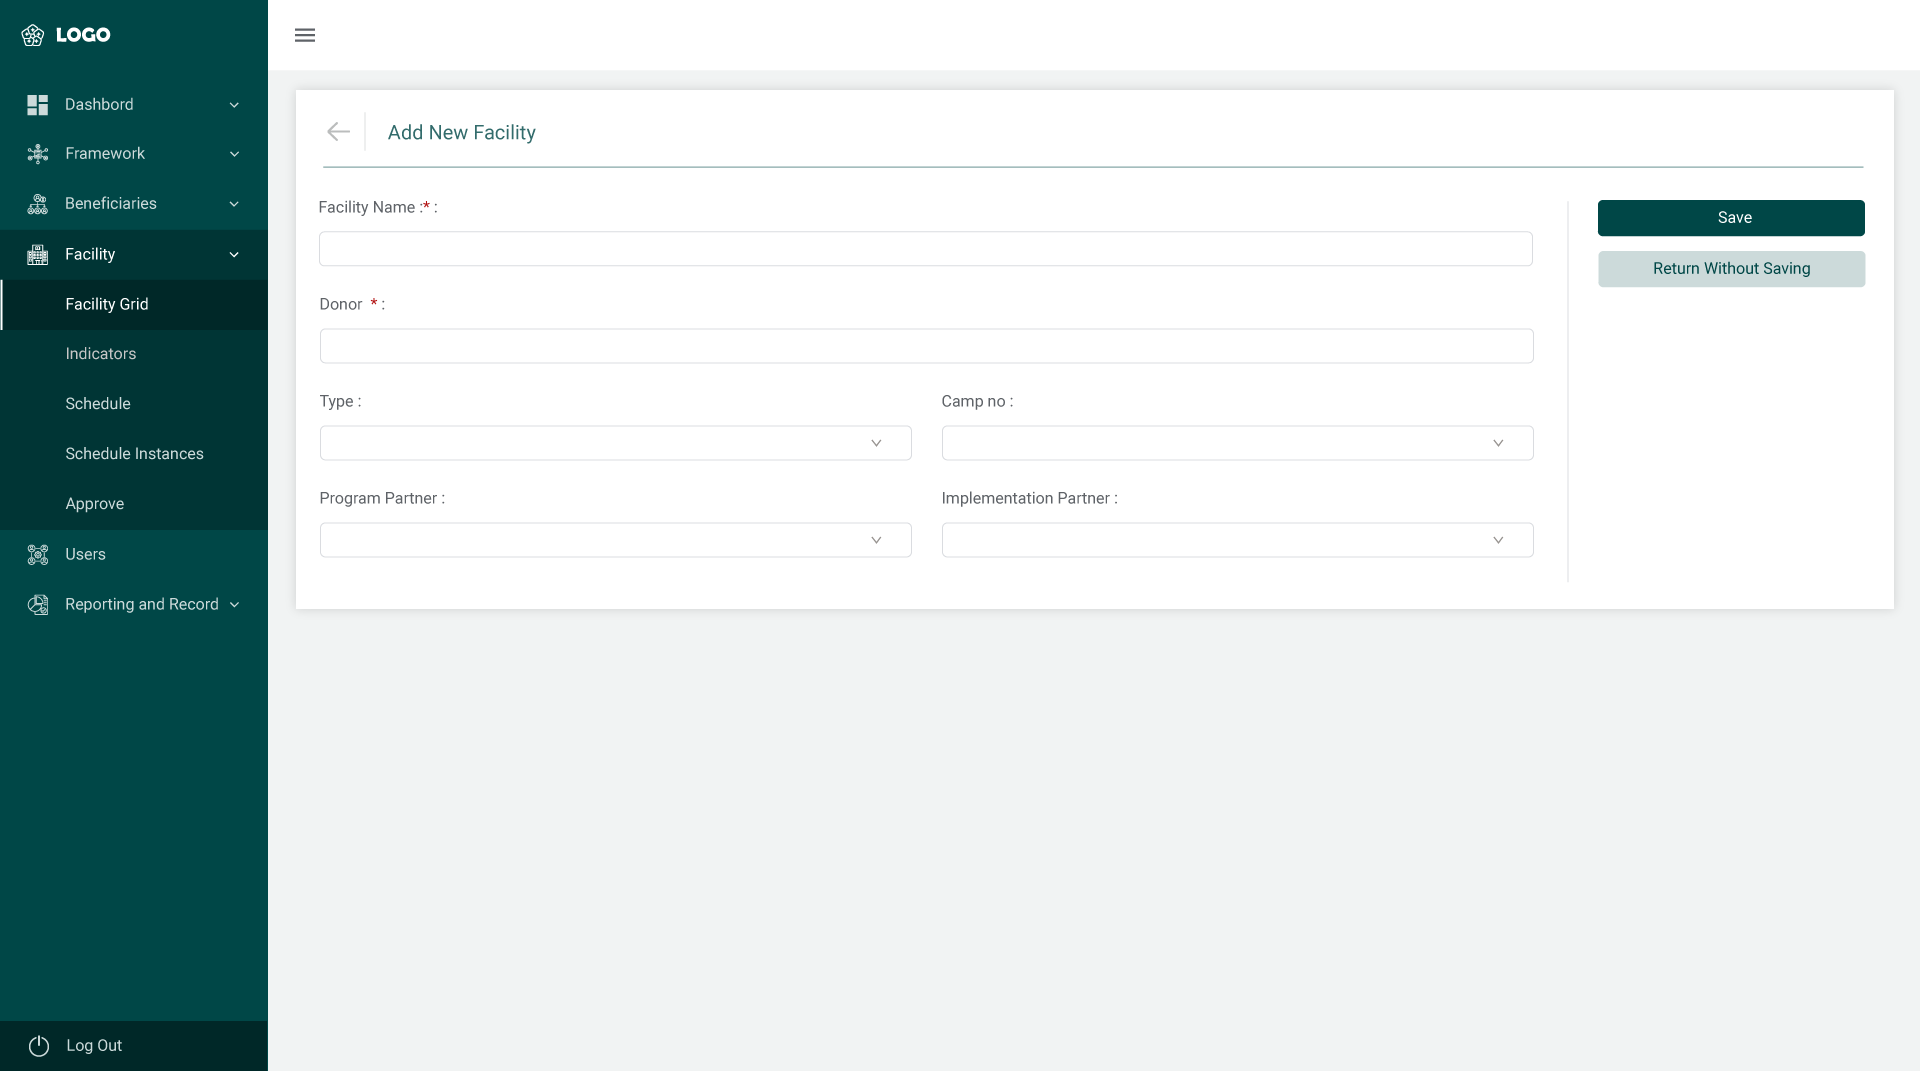 LOGO
Dashbord
Framework
Beneficiaries
Facility
Facility Grid
Indicators
Schedule
Schedule Instances
Approve
Users
Reporting and Record
Log Out
Add New Facility
Facility Name :* :
Donor * :
Type :
Camp no :
Program Partner :
Implementation Partner :
Save
Return Without Saving